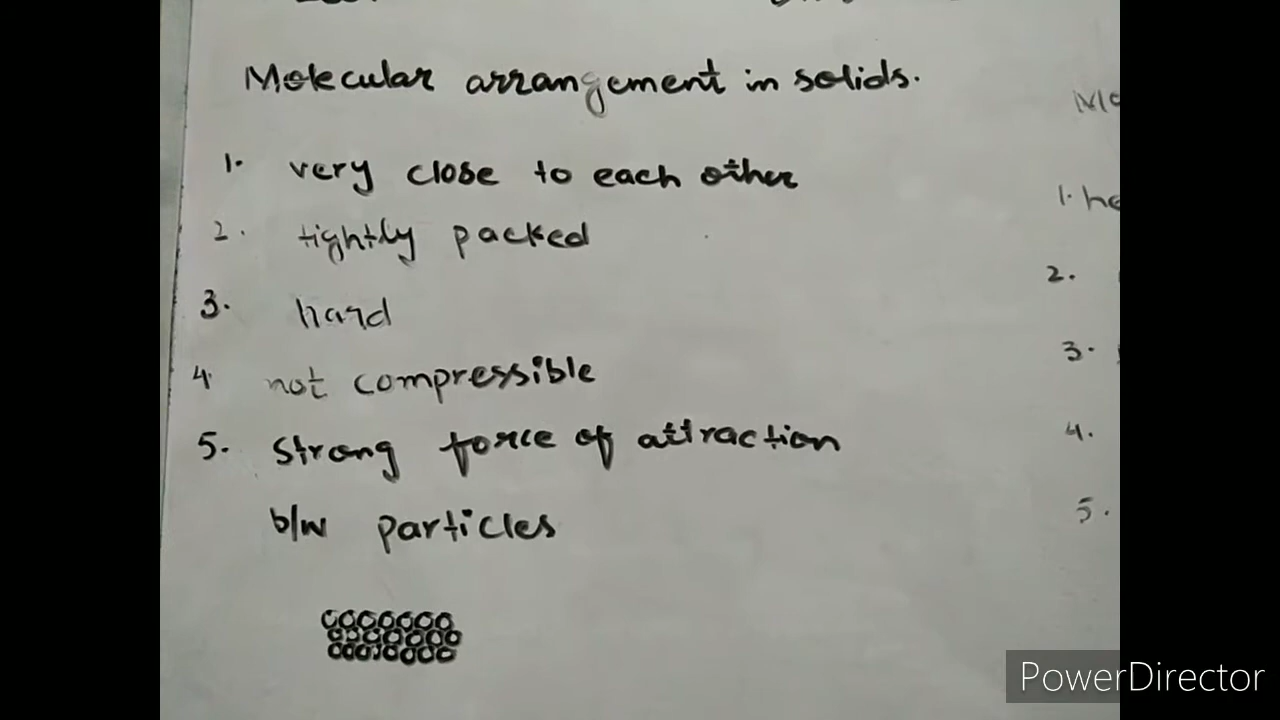 Molecular arrangement in solids.
1. very close to each other
2. tightly packed
3. hard
4. not compressible
5. strong force of attraction
b/w particles
1. he
2.
3.
4.
5.
PowerDirector